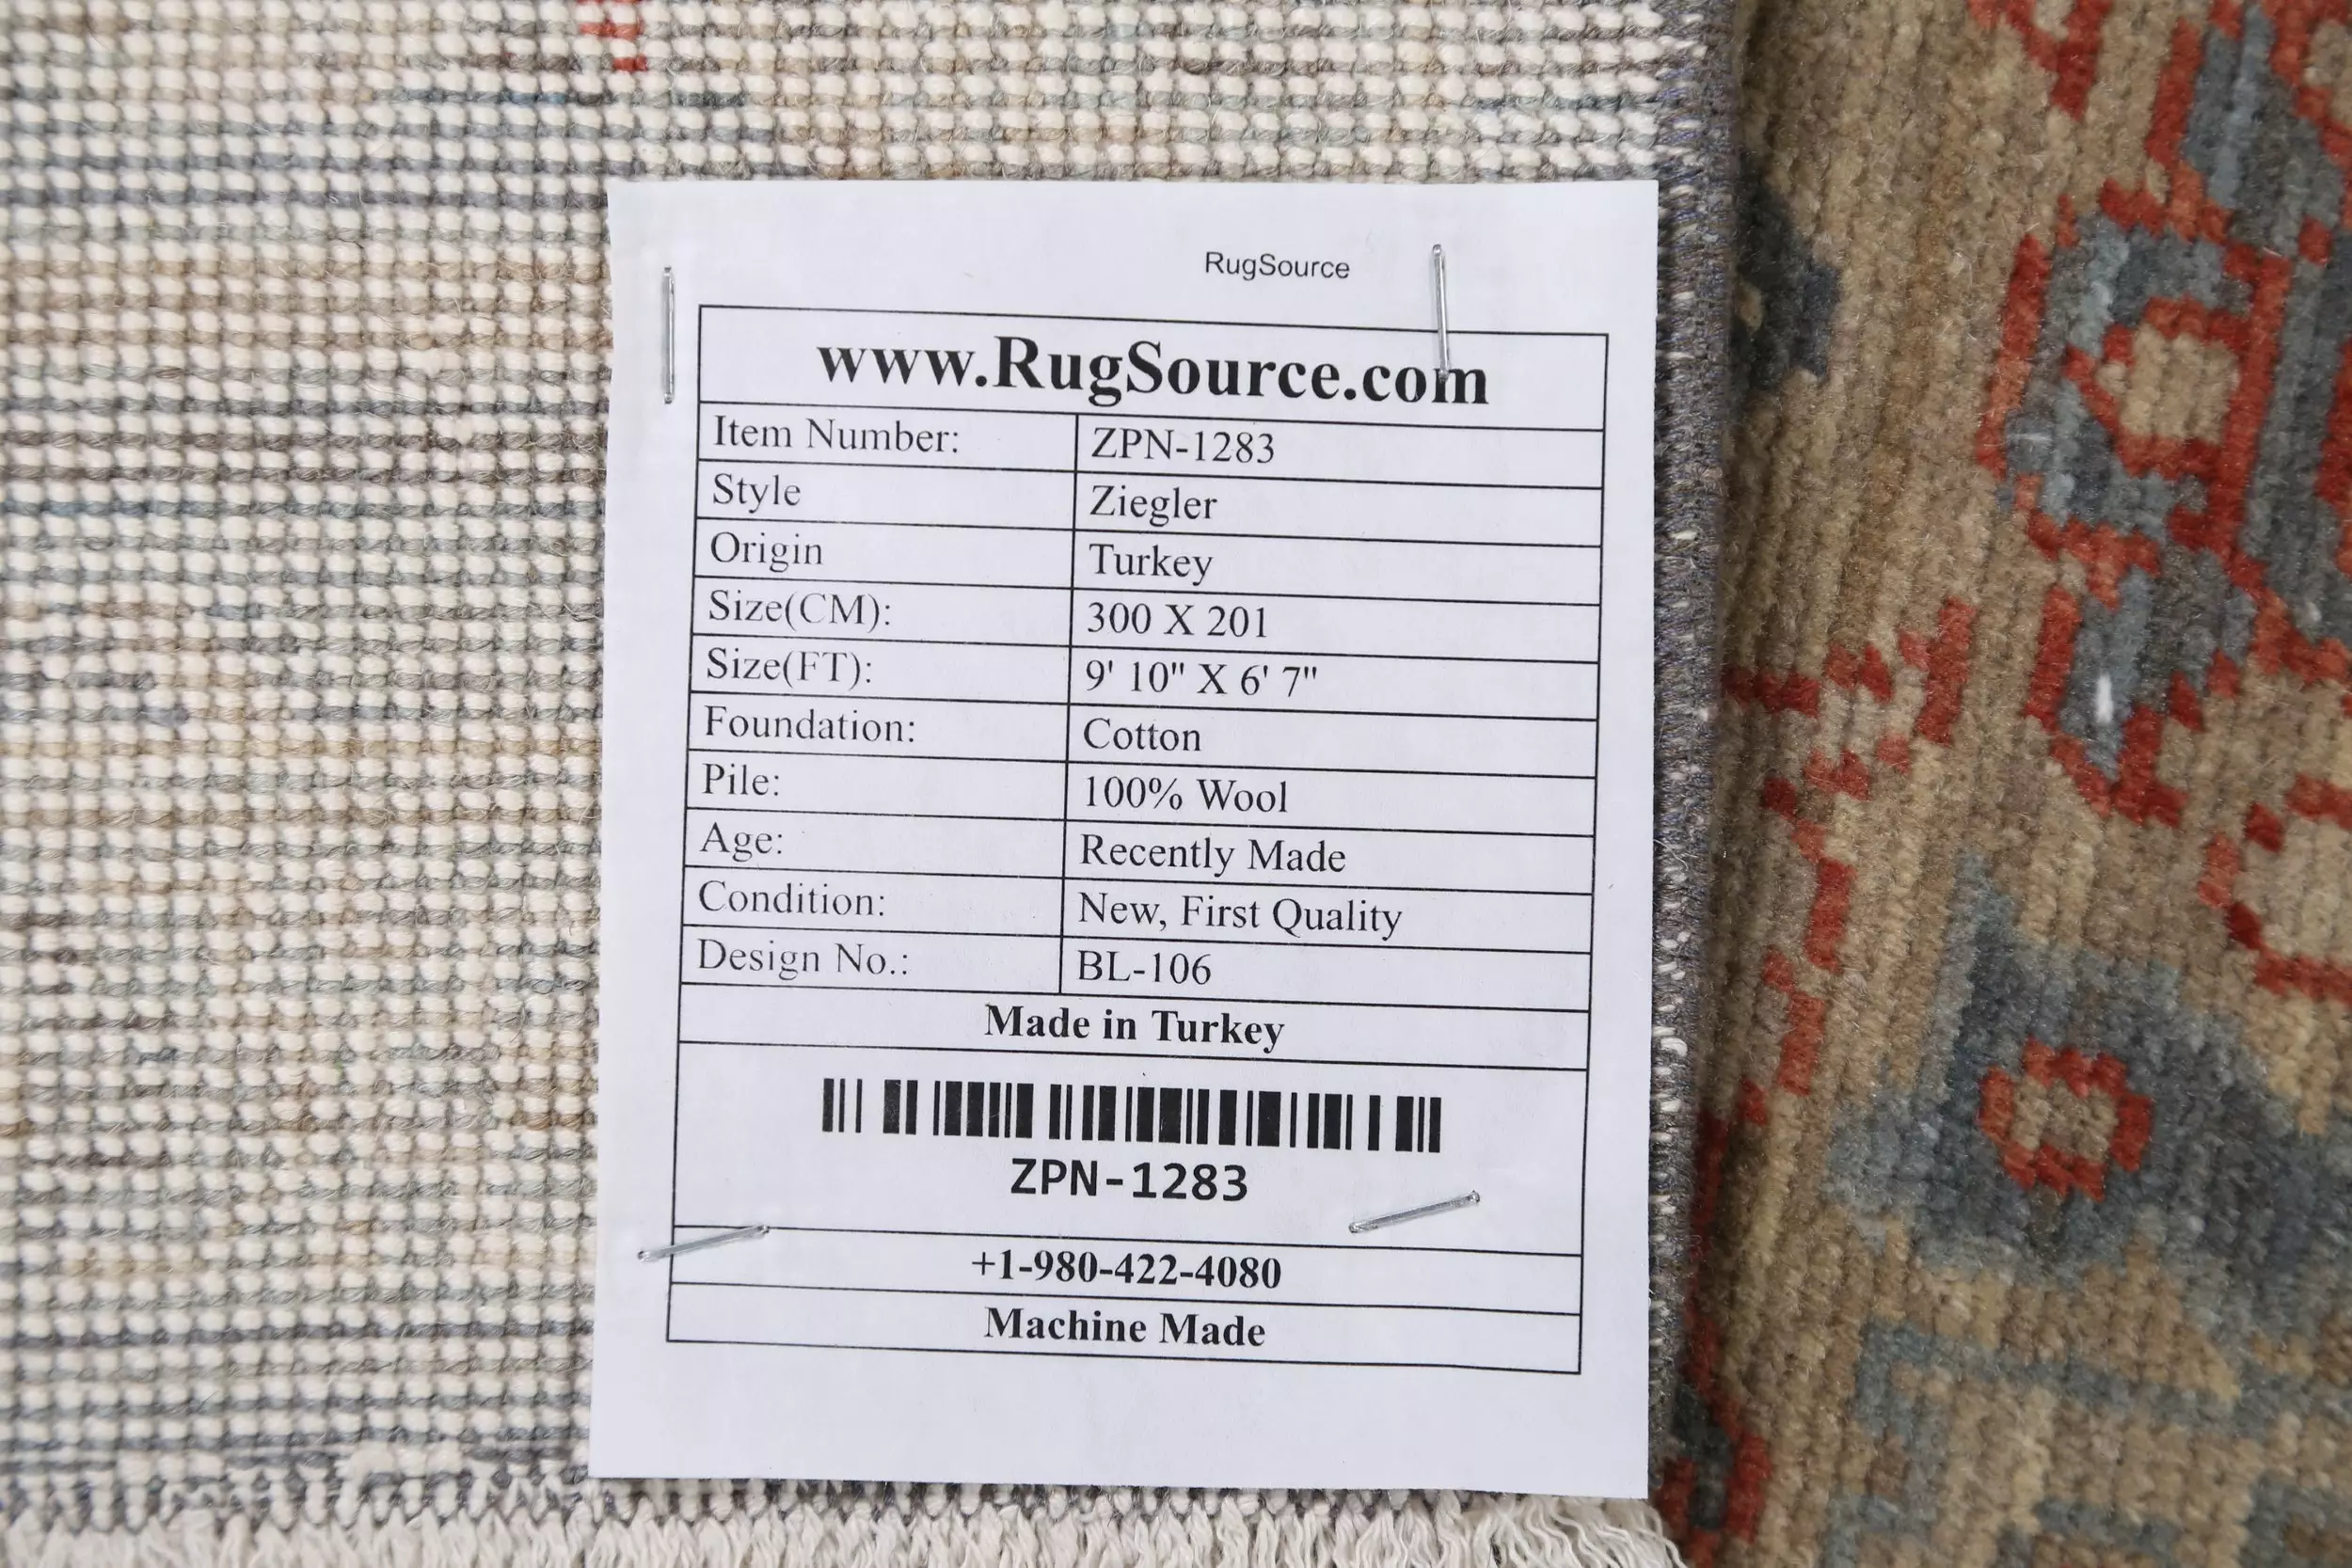 RugSource
www.RugSource.com
Item Number: ZPN-1283
Style Ziegler
Origin Turkey
Size(CM): 300 X 201
Size(FT): 9' 10" X 6' 7"
Foundation: Cotton
Pile: 100% Wool
Age: Recently Made
Condition: New, First Quality
Design No.: BL-106
Made in Turkey
ZPN-1283
+1-980-422-4080
Machine Made